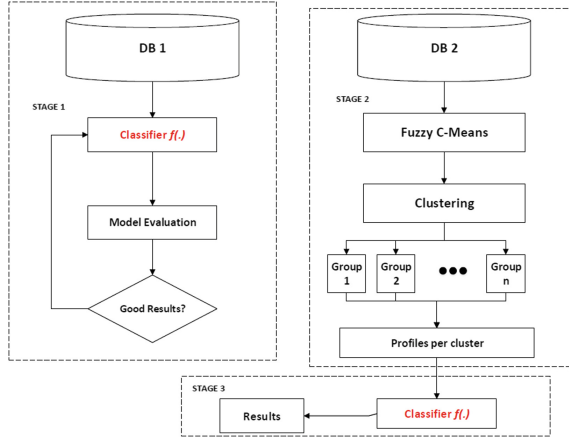 DB 1
STAGE 1
Classifier f(.)
Model Evaluation
Good Results?
DB 2
STAGE 2
Fuzzy C-Means
Clustering
Group
1
Group
2
Group
n
Profiles per cluster
STAGE 3
Results
Classifier f(.)